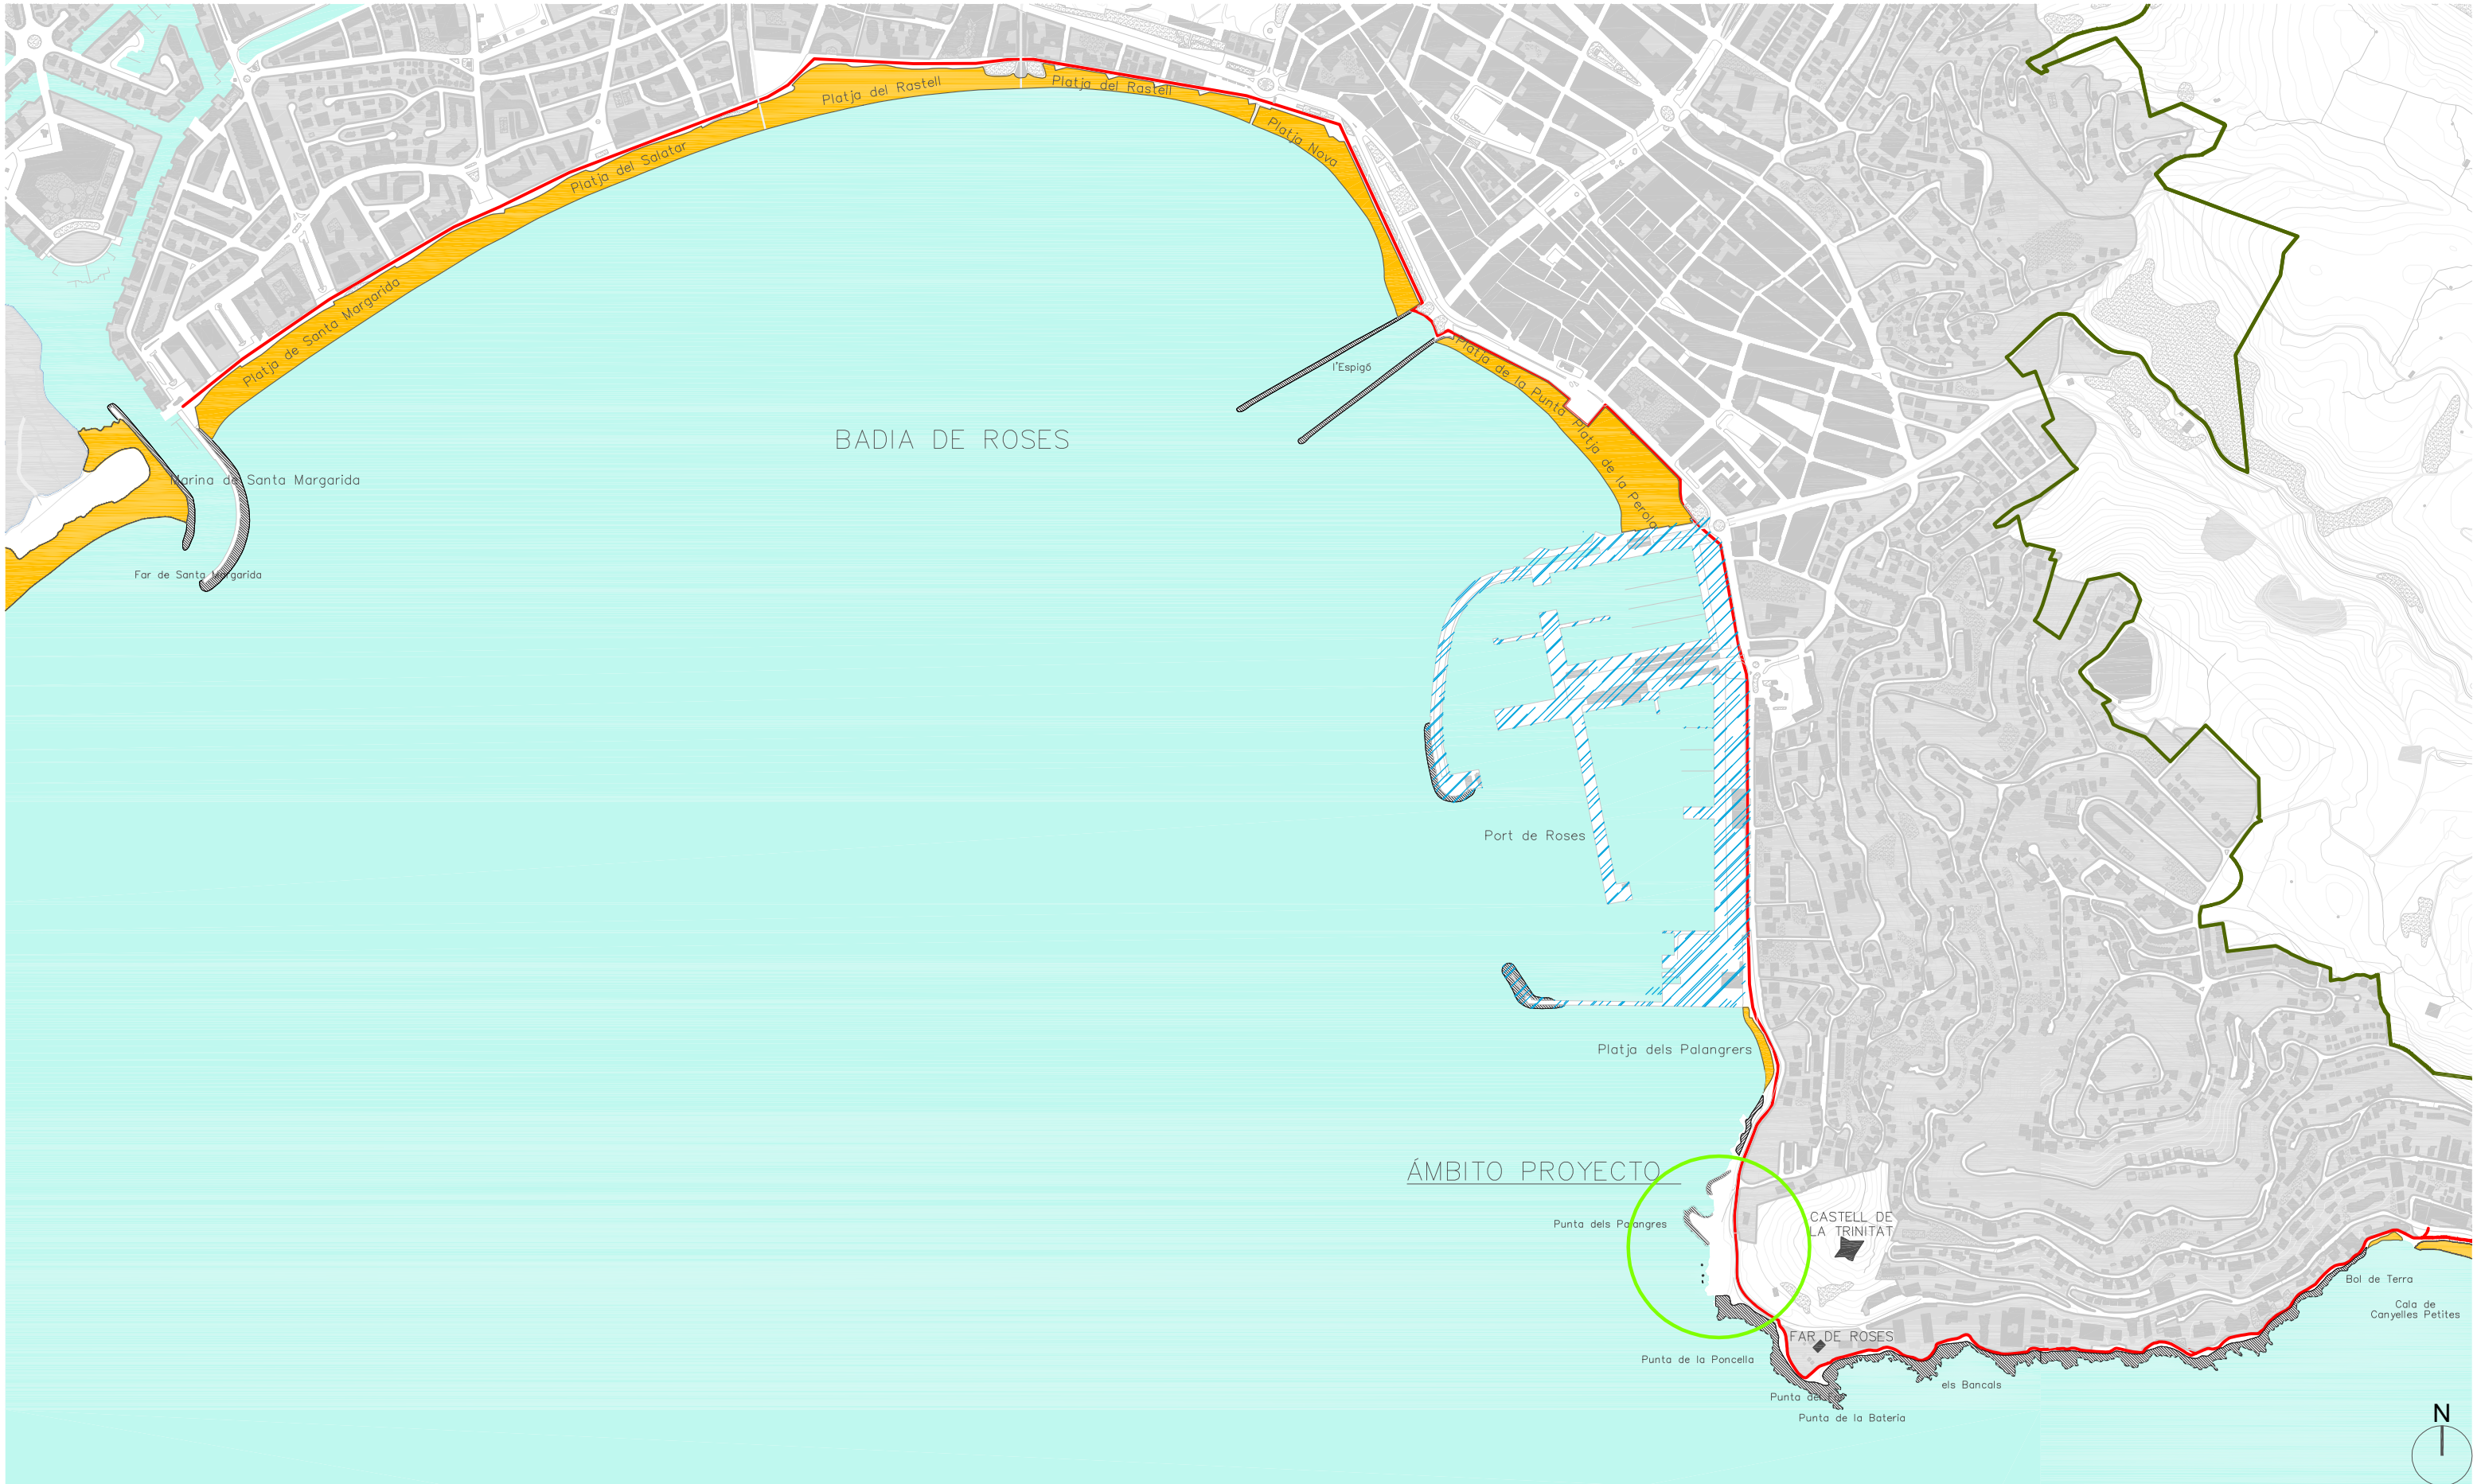 Platja del Rastell
Platja del Rastell
Platja Nova
Platja del Salatar
Platja de Santa Margarida
l'Espigó
Platja de la Punta
Platja de la Perola
BADIA DE ROSES
Marina de Santa Margarida
Far de Santa Margarida
Port de Roses
Platja dels Palangrers
ÁMBITO PROYECTO
Punta dels Palangres
CASTELL DE
LA TRINITAT
Bol de Terra
Cala de
Canyelles Petites
FAR DE ROSES
Punta de la Poncella
els Bancals
Punta del
Punta de la Batería
N